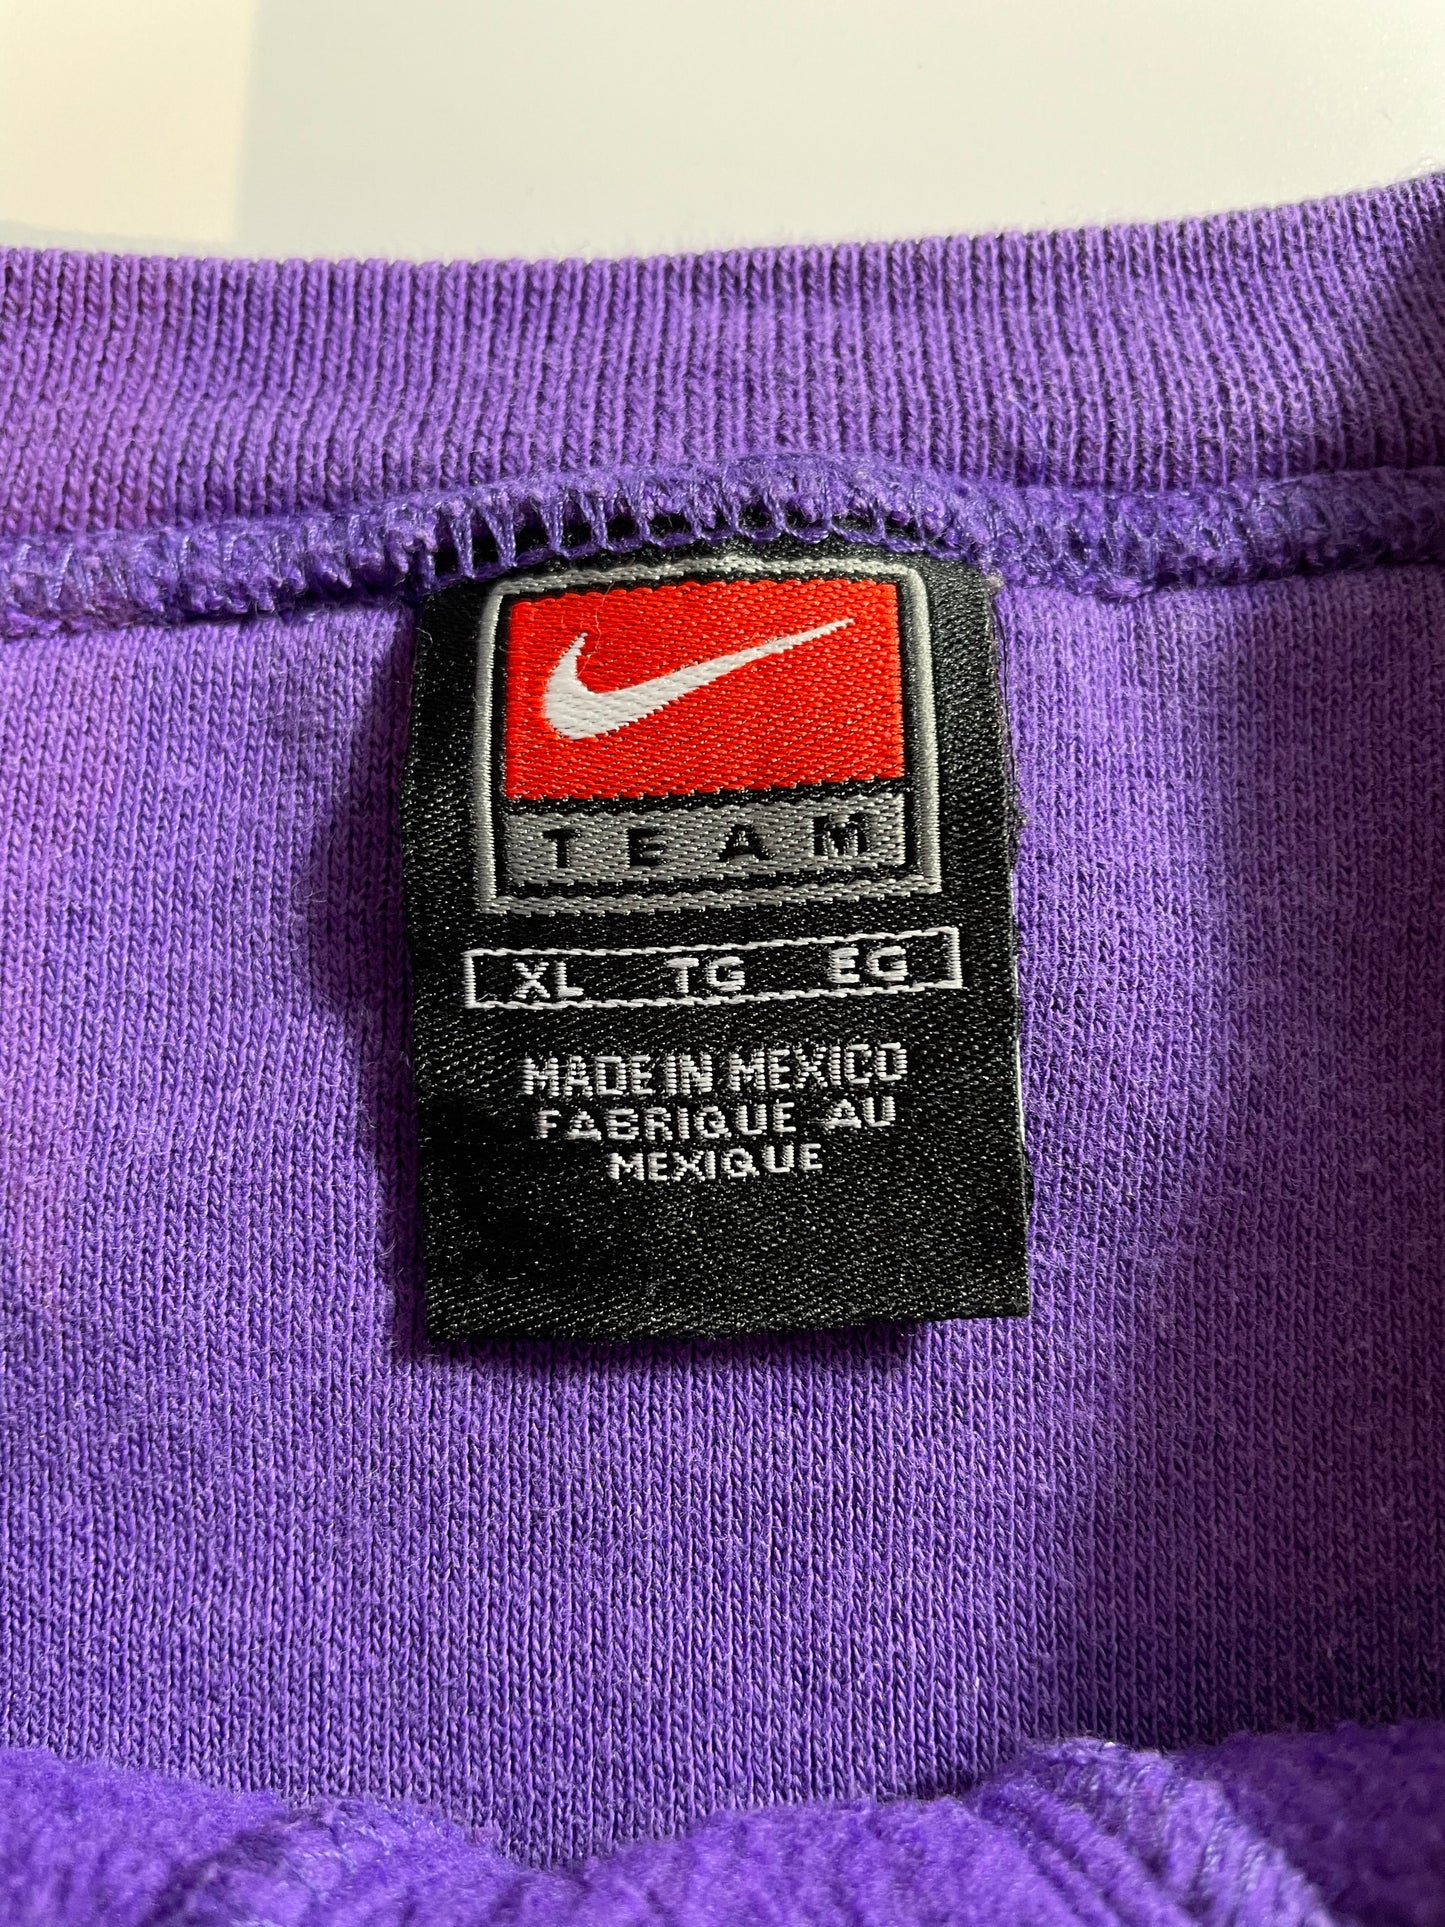 TEAM
XL TG EG
MADE IN MEXICO
FABRIQUE AU
MEXIQUE